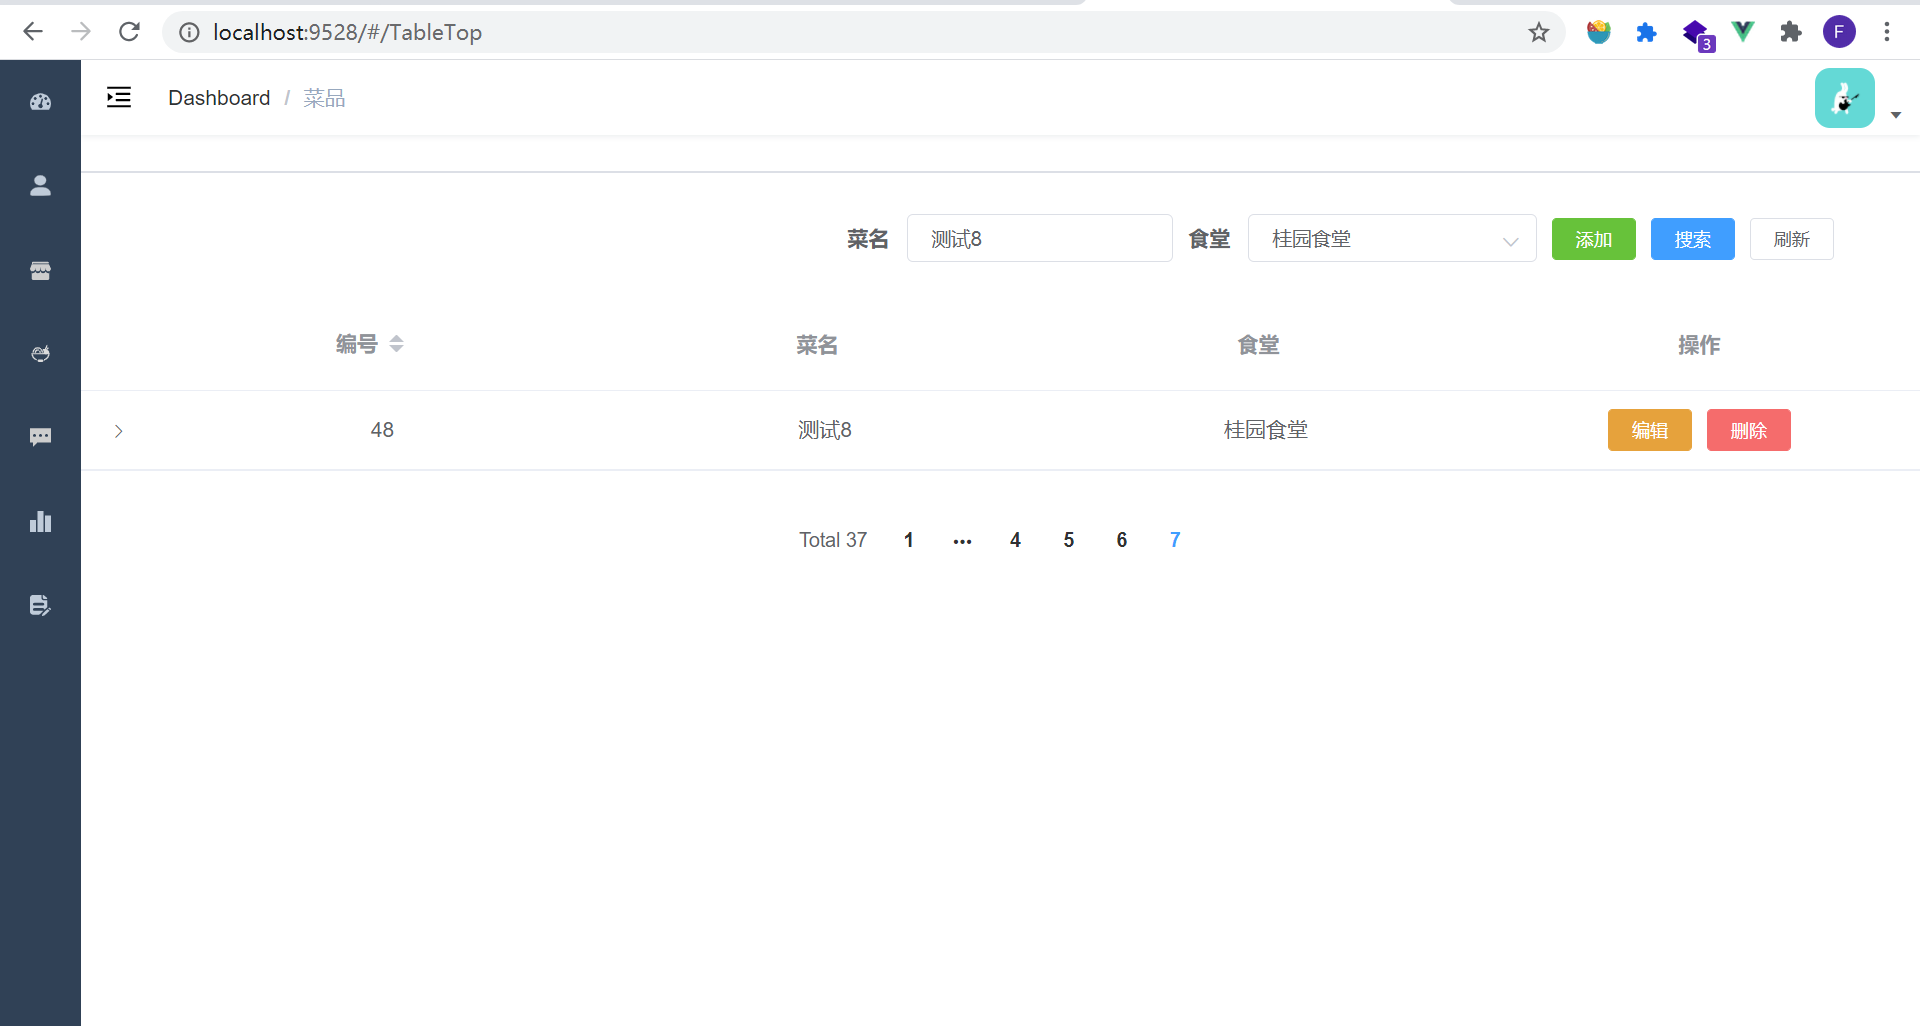 localhost:9528/#/TableTop
3
F
Dashboard / 菜品
菜名 测试8 食堂 桂园食堂 添加 搜索 刷新
编号 菜名 食堂 操作
48 测试8 桂园食堂 编辑 删除
Total 37 1 ••• 4 5 6 7